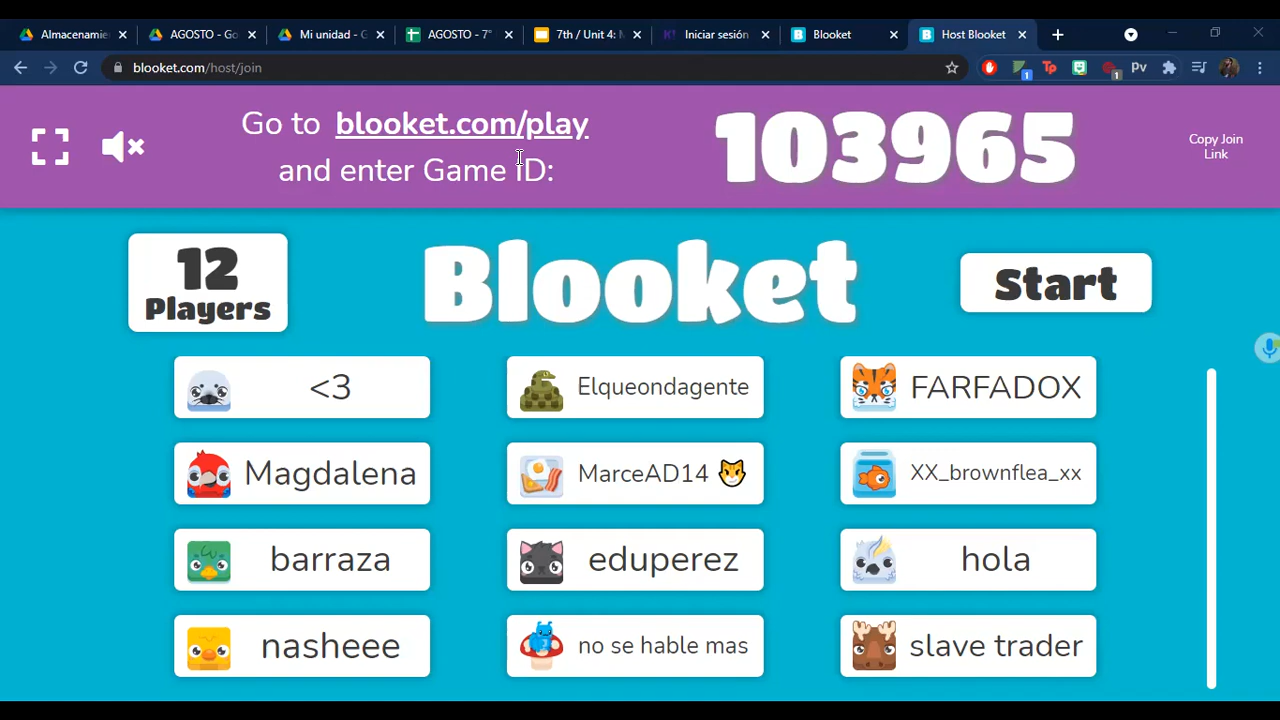 Almacenamie
AGOSTO - Go
Mi unidad - G
AGOSTO - 7°
7th / Unit 4: M
Iniciar sesión
Blooket
Host Blooket
blooket.com/host/join
Go to blooket.com/play
and enter Game ID:
103965
Copy Join
Link
12
Players
Blooket
Start
<3
Elqueondagente
FARFADOX
Magdalena
MarceAD14 😼
XX_brownflea_xx
barraza
eduperez
hola
nasheee
no se hable mas
slave trader